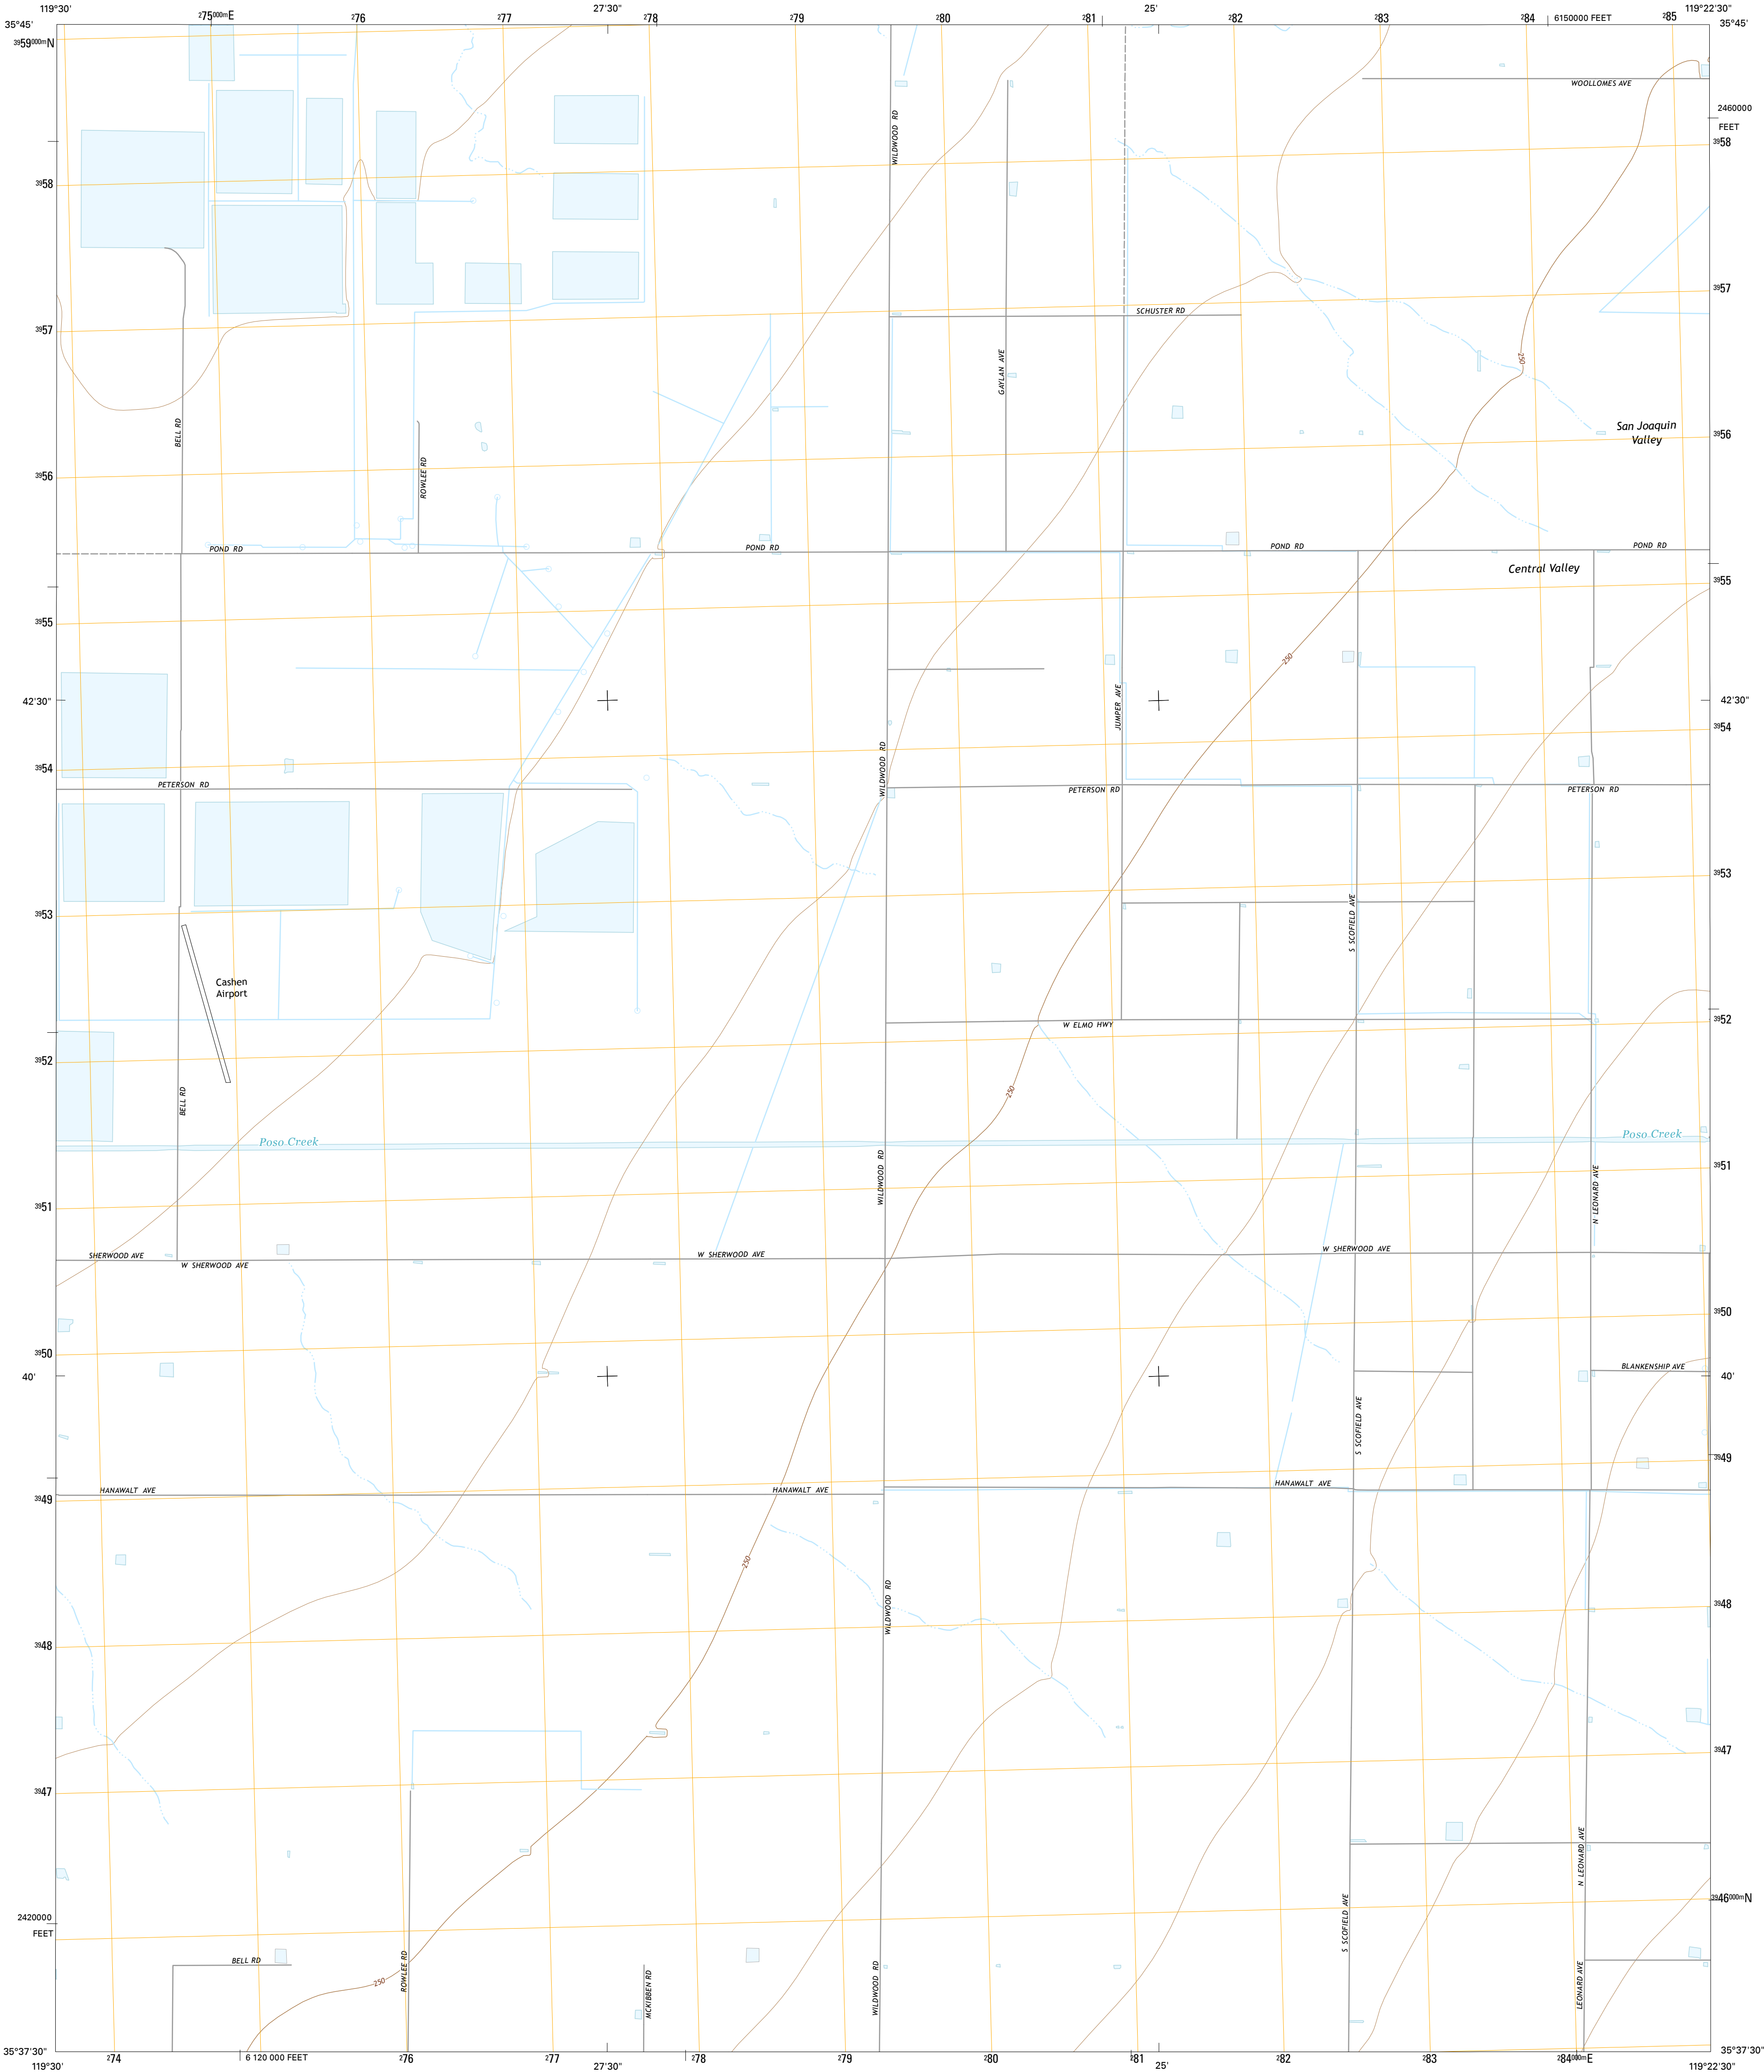 119°30' 275000mE 276 277 27'30" 278 279 280 281 25' 282 283 284 6150000 FEET 285 119°22'30"
35°45' 35°45'
3959000mN
WOOLLOMES AVE
2460000
FEET
WILDWOOD RD
3958
3958
3957
SCHUSTER RD
3957
GAYLAN AVE
250
BELL RD
San Joaquin
Valley
3956
ROWLEE RD
3956
POND RD POND RD POND RD POND RD
Central Valley
3955
3955
250
42'30" 42'30"
JUMPER AVE
3954
WILDWOOD RD
3954
PETERSON RD PETERSON RD PETERSON RD
3953
3953
S SCOFIELD AVE
Cashen
Airport
W ELMO HWY
3952
3952
250
BELL RD
Poso Creek Poso Creek
3951
WILDWOOD RD
N LEONARD AVE
3951
SHERWOOD AVE W SHERWOOD AVE W SHERWOOD AVE
W SHERWOOD AVE
3950
3950
BLANKENSHIP AVE
40' 40'
S SCOFIELD AVE
3949
HANAWALT AVE HANAWALT AVE HANAWALT AVE
3949
250
3948
WILDWOOD RD
3948
3947
3947
N LEONARD AVE
3946000mN
2420000
FEET
S SCOFIELD AVE
BELL RD
250
ROWLEE RD
MCKIBBEN RD
WILDWOOD RD
LEONARD AVE
35°37'30" 35°37'30"
274 6 120 000 FEET 276 277 27'30" 278 279 280 281 25' 282 283 284000mE
119°30' 119°22'30"